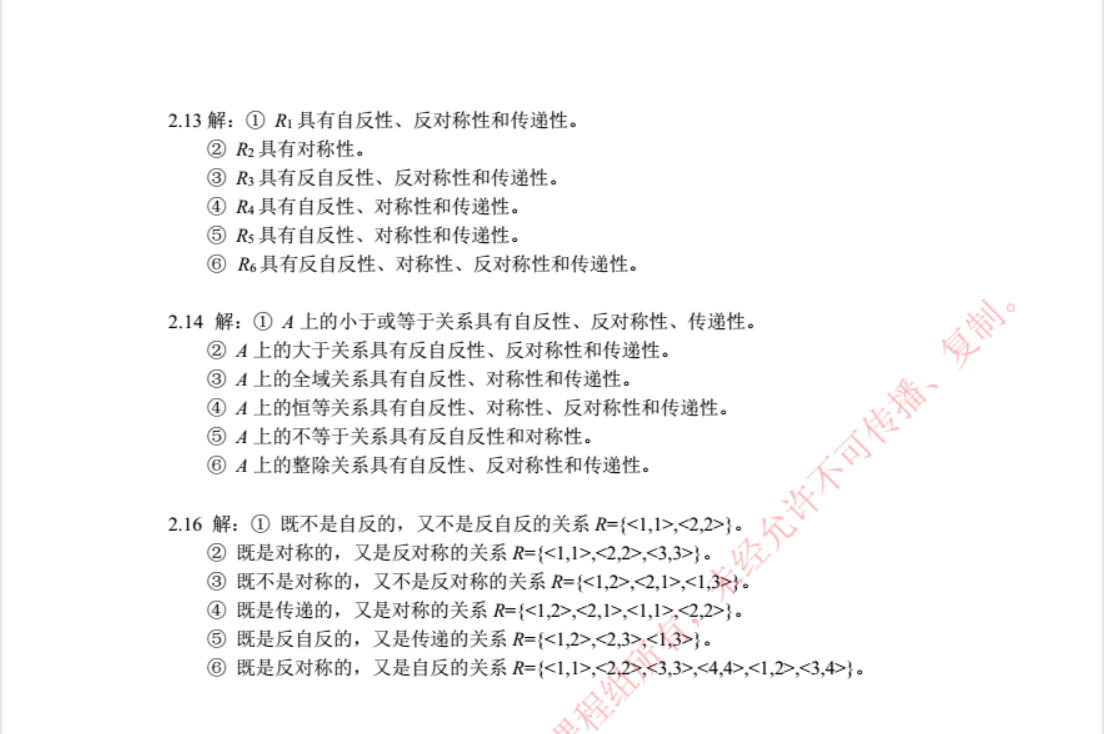 2.13 解：① R₁ 具有自反性、反对称性和传递性。
② R₂ 具有对称性。
③ R₃ 具有反自反性、反对称性和传递性。
④ R₄ 具有自反性、对称性和传递性。
⑤ R₅ 具有自反性、对称性和传递性。
⑥ R₆ 具有反自反性、对称性、反对称性和传递性。
2.14 解：① A 上的小于或等于关系具有自反性、反对称性、传递性。
② A 上的大于关系具有反自反性、反对称性和传递性。
③ A 上的全域关系具有自反性、对称性和传递性。
④ A 上的恒等关系具有自反性、对称性、反对称性和传递性。
⑤ A 上的不等于关系具有反自反性和对称性。
⑥ A 上的整除关系具有自反性、反对称性和传递性。
2.16 解：① 既不是自反的，又不是反自反的关系 R={<1,1>,<2,2>}。
② 既是对称的，又是反对称的关系 R={<1,1>,<2,2>,<3,3>}。
③ 既不是对称的，又不是反对称的关系 R={<1,2>,<2,1>,<1,3>}。
④ 既是传递的，又是对称的关系 R={<1,2>,<2,1>,<1,1>,<2,2>}。
⑤ 既是反自反的，又是传递的关系 R={<1,2>,<2,3>,<1,3>}。
⑥ 既是反对称的，又是自反的关系 R={<1,1>,<2,2>,<3,3>,<4,4>,<1,2>,<3,4>}。
程组所有，未经允许不可传播、复制。